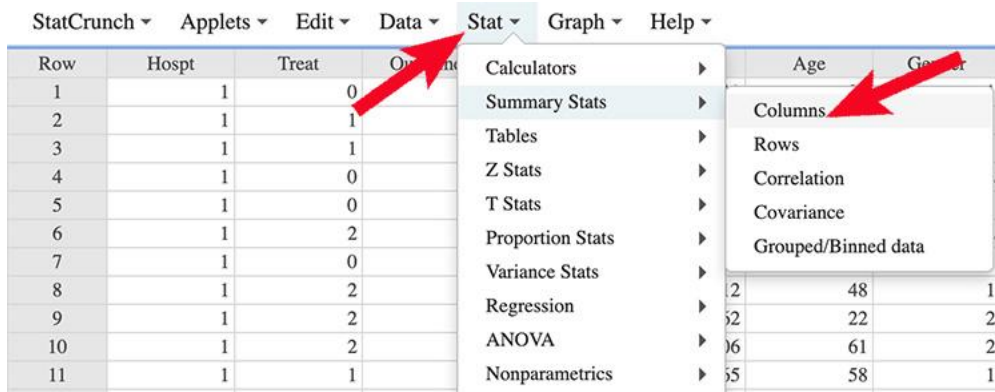 StatCrunch Applets Edit Data Stat Graph Help
Row Hospt Treat Age
Calculators
1 1 0
Summary Stats
Columns
2 1 1
Tables
3 1 1
Rows
Z Stats
4 1 0
Correlation
T Stats
5 1 0
Covariance
6 1 2
Proportion Stats
Grouped/Binned data
7 1 0
Variance Stats
8 1 2 48 1
Regression
9 1 2 22 2
ANOVA
10 1 2 61 2
Nonparametrics
11 1 1 58 1